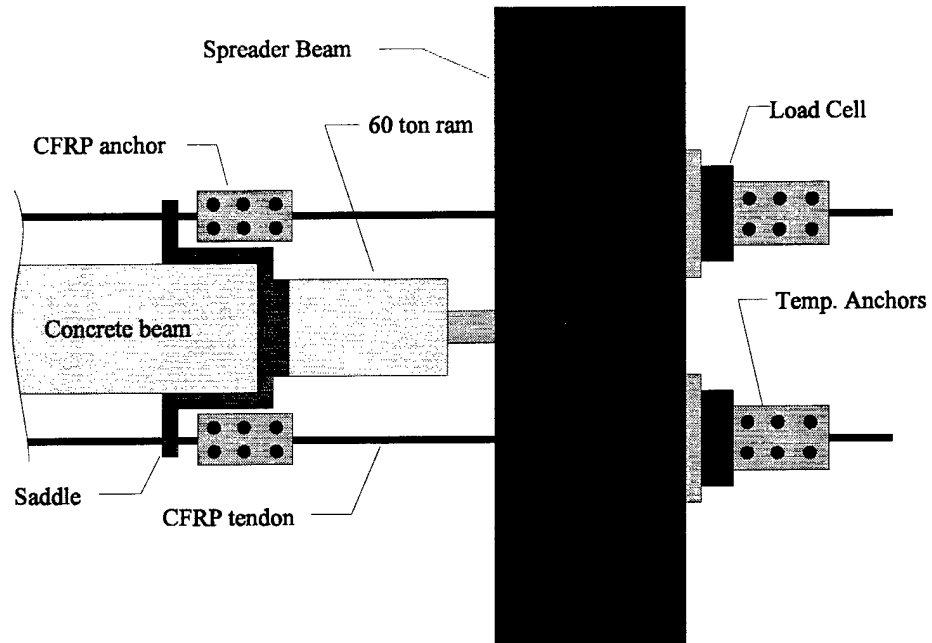 Spreader Beam
60 ton ram
Load Cell
CFRP anchor
Concrete beam
Temp. Anchors
Saddle
CFRP tendon